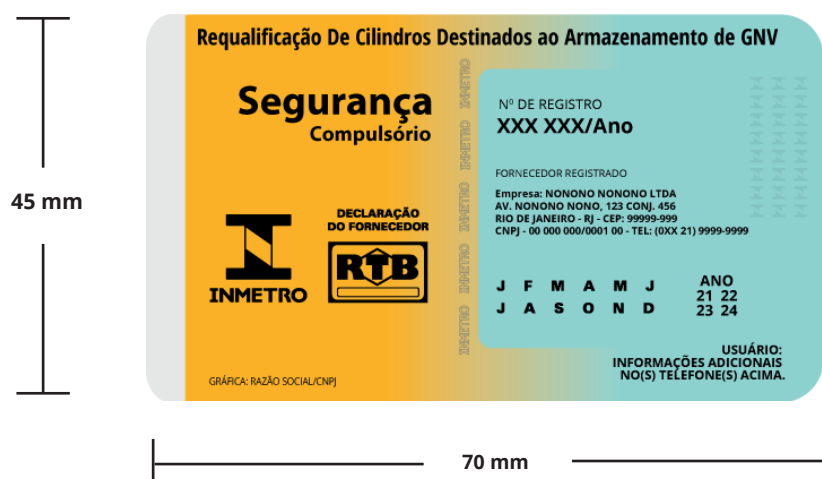 Requalificação De Cilindros Destinados ao Armazenamento de GNV
Segurança
Compulsório
45 mm
DECLARAÇÃO
DO FORNECEDOR
RTB
INMETRO
GRÁFICA: RAZÃO SOCIAL/CNPJ
INMETRO INMETRO INMETRO INMETRO INMETRO
Nº DE REGISTRO
XXX XXX/Ano
FORNECEDOR REGISTRADO
Empresa: NONONO NONONO LTDA
AV. NONONO NONO, 123 CONJ. 456
RIO DE JANEIRO - RJ - CEP: 99999-999
CNPJ - 00 000 000/0001 00 - TEL: (0XX 21) 9999-9999
J F M A M J
J A S O N D
ANO
21 22
23 24
USUÁRIO:
INFORMAÇÕES ADICIONAIS
NO(S) TELEFONE(S) ACIMA.
70 mm